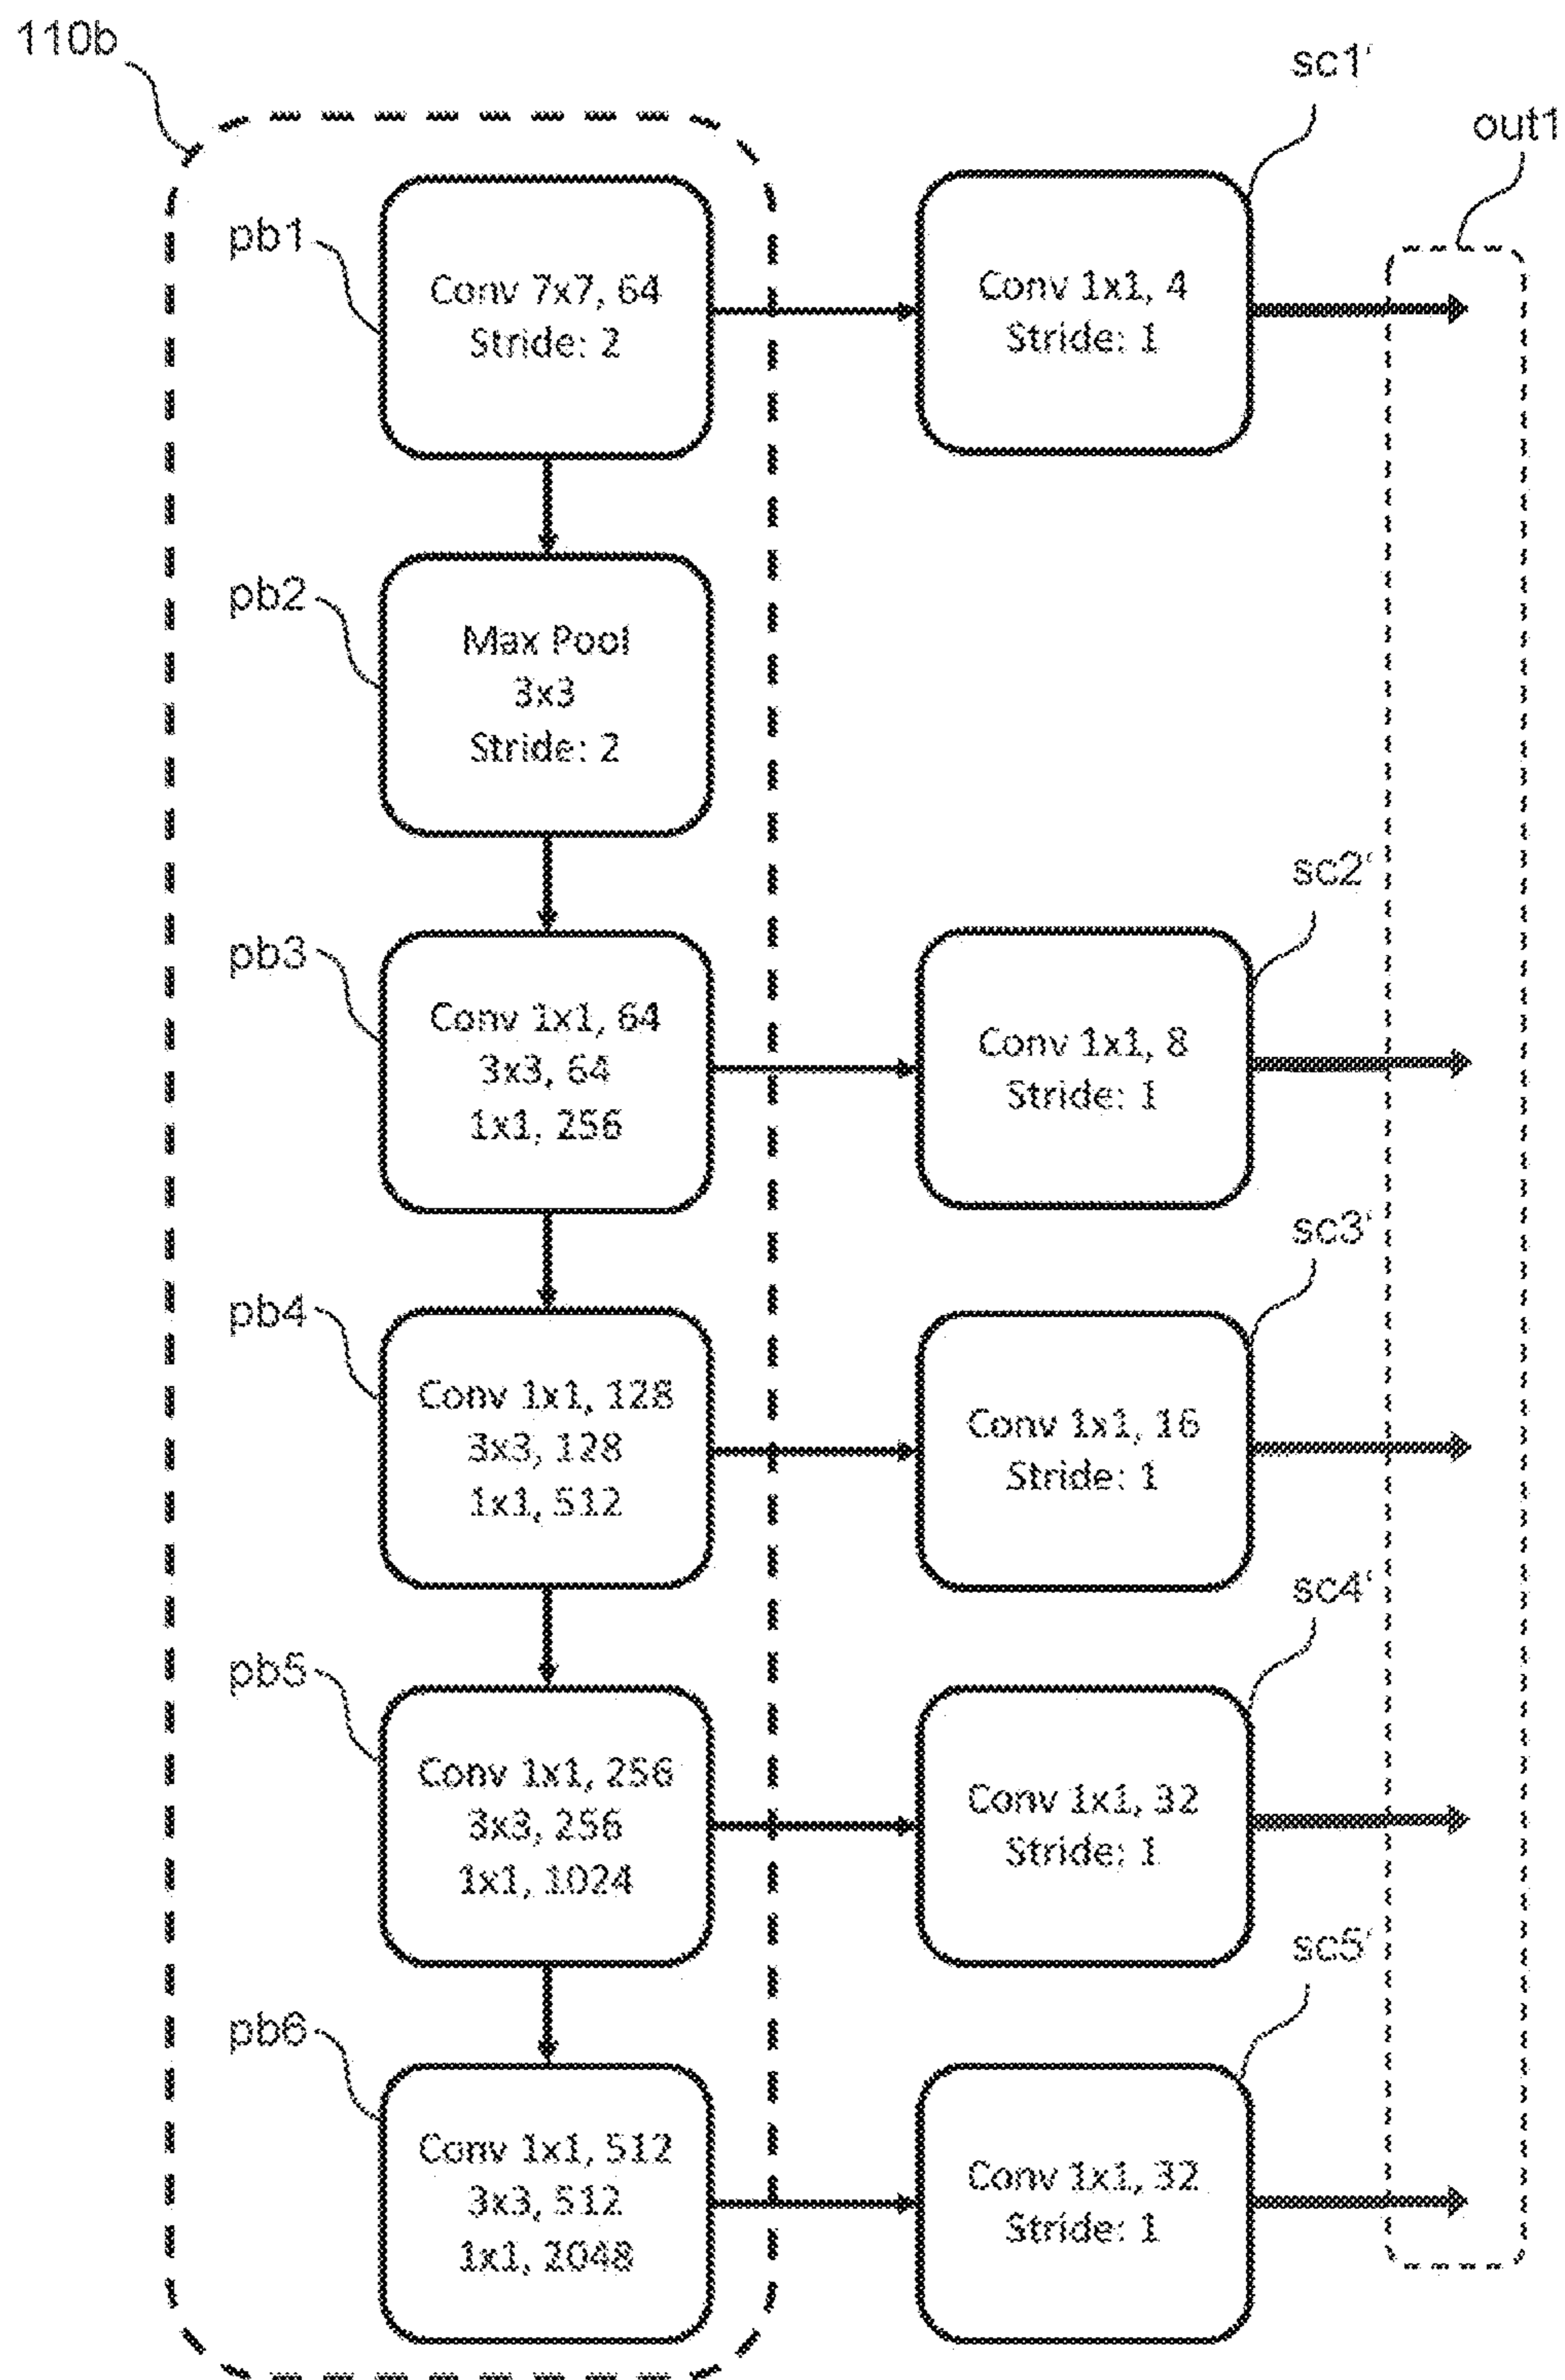 110b
sc1'
out1
pb1
Conv 7x7, 64
Stride: 2
Conv 1x1, 4
Stride: 1
pb2
Max Pool
3x3
Stride: 2
sc2'
pb3
Conv 1x1, 64
3x3, 64
1x1, 256
Conv 1x1, 8
Stride: 1
sc3'
pb4
Conv 1x1, 128
3x3, 128
1x1, 512
Conv 1x1, 16
Stride: 1
sc4'
pb5
Conv 1x1, 256
3x3, 256
1x1, 1024
Conv 1x1, 32
Stride: 1
sc5'
pb6
Conv 1x1, 512
3x3, 512
1x1, 2048
Conv 1x1, 32
Stride: 1